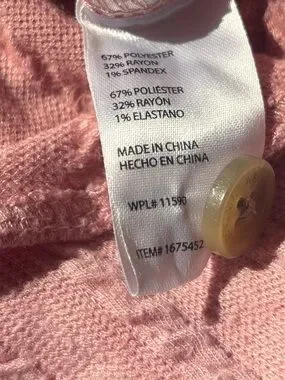 67% POLYESTER
32% RAYON
1% SPANDEX
67% POLIÉSTER
32% RAYÓN
1% ELASTANO
MADE IN CHINA
HECHO EN CHINA
WPL# 11590
ITEM# 1675452